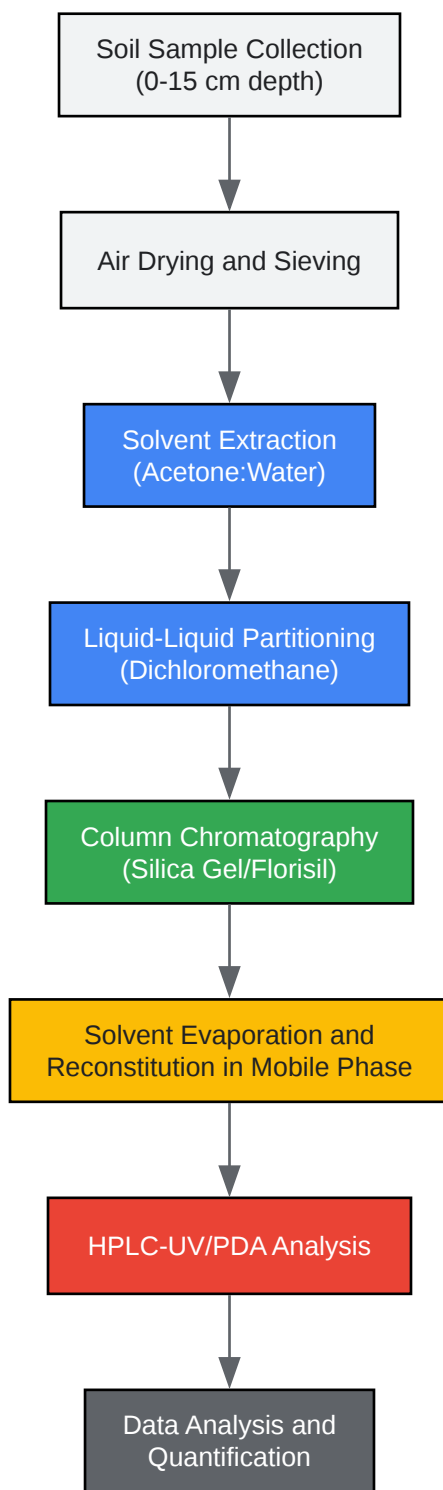 Soil Sample Collection
(0-15 cm depth)
Air Drying and Sieving
Solvent Extraction
(Acetone:Water)
Liquid-Liquid Partitioning
(Dichloromethane)
Column Chromatography
(Silica Gel/Florisil)
Solvent Evaporation and
Reconstitution in Mobile Phase
HPLC-UV/PDA Analysis
Data Analysis and
Quantification